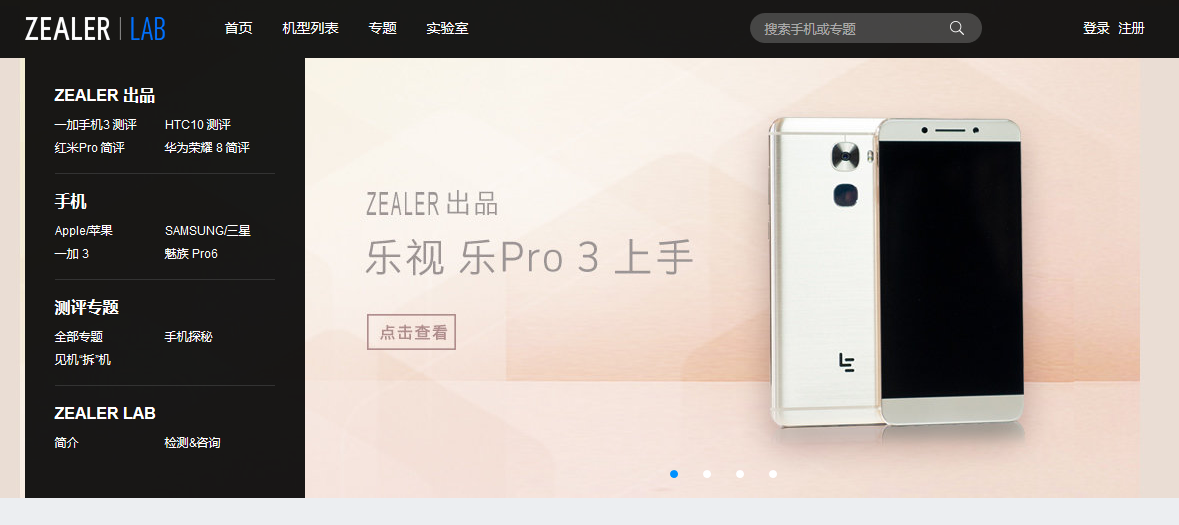 ZEALER | LAB 首页 机型列表 专题 实验室 搜索手机或专题 登录 注册
ZEALER 出品
一加手机3 测评 HTC10 测评
红米Pro 简评 华为荣耀 8 简评
手机
Apple/苹果 SAMSUNG/三星
一加 3 魅族 Pro6
测评专题
全部专题 手机探秘
见机“拆”机
ZEALER LAB
简介 检测&咨询
ZEALER 出品
乐视 乐Pro 3 上手
点击查看
LE